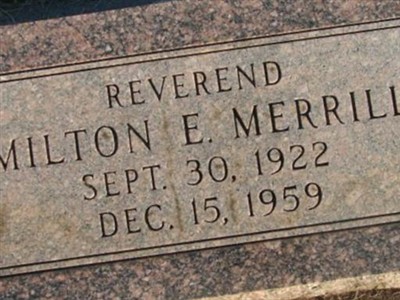 REVEREND
MILTON E. MERRILL
SEPT. 30, 1922
DEC. 15, 1959